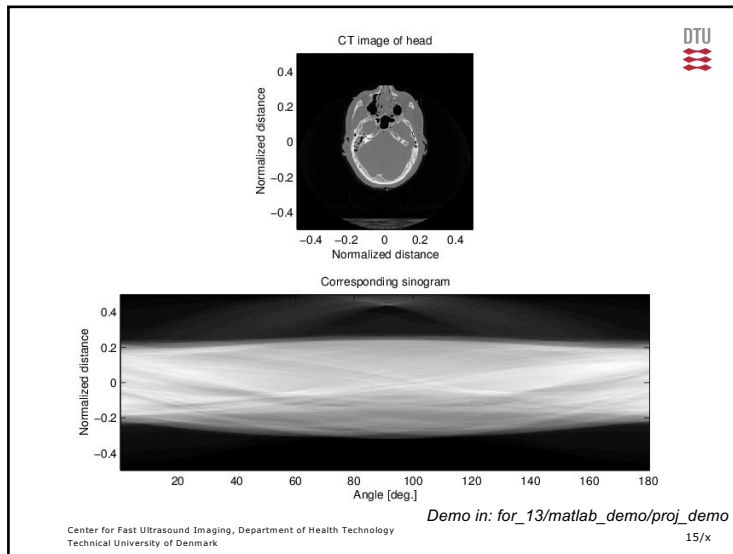 DTU
CT image of head
0.4
0.2
0
−0.2
−0.4
Normalized distance
−0.4 −0.2 0 0.2 0.4
Normalized distance
Corresponding sinogram
0.4
0.2
0
−0.2
−0.4
Normalized distance
20 40 60 80 100 120 140 160 180
Angle [deg.]
Demo in: for_13/matlab_demo/proj_demo
Center for Fast Ultrasound Imaging, Department of Health Technology
Technical University of Denmark
15/x